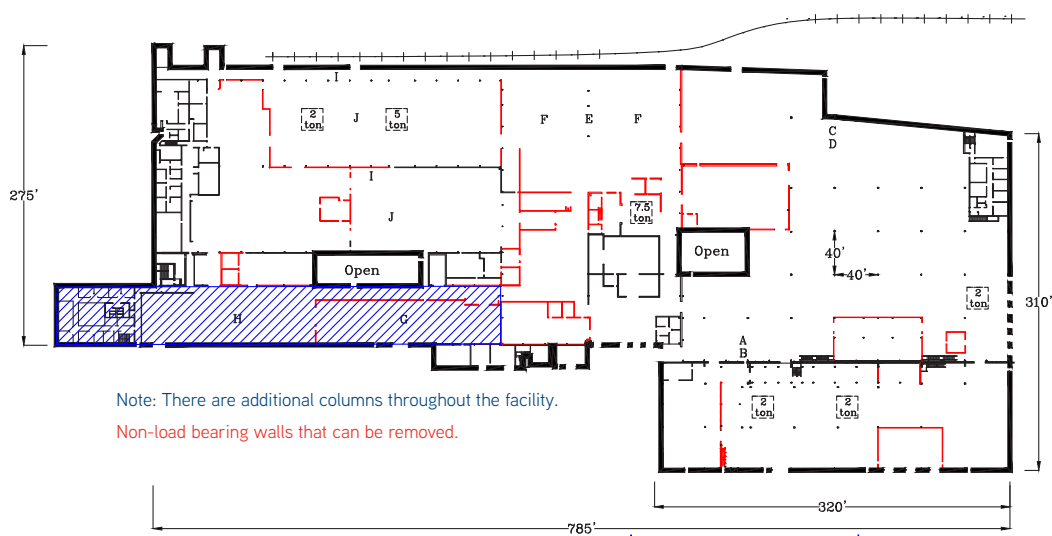 I
2
ton
J
5
ton
F
E
F
C
D
275'
I
J
7.5
ton
Open
Open
40'
40'
2
ton
310'
H
G
A
B
Note: There are additional columns throughout the facility.
Non-load bearing walls that can be removed.
2
ton
2
ton
320'
785'